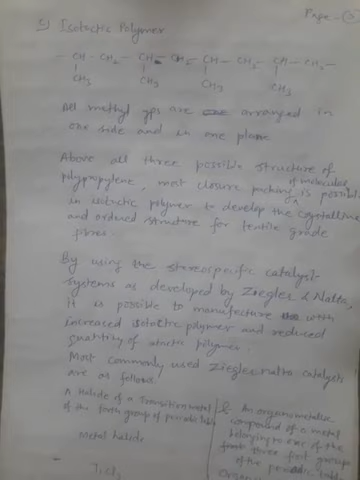 Page - 3
5) Isotactic Polymer
- CH - CH2 - CH - CH2 - CH - CH2 - CH - CH2 -
CH3 CH3 CH3 CH3
All methyl gps are arranged in
one side and in one plane
Above all three possible structure of
polypropylene, most closure packing of molecules is possible
in isotactic polymer to develop the crystalline
and ordered structure for textile grade
fibres.
By using the stereospecific catalyst
systems as developed by Ziegler & Natta,
it is possible to manufacture with
increased isotactic polymer and reduced
quantity of atactic polymer.
Most commonly used Ziegler natta catalysts
are as follows.
A Halide of a Transition metal
of the fourth group of periodic table
Metal halide
TiCl3
& An organometallic
compound of a metal
belonging to one of the
first three groups
of the periodic table